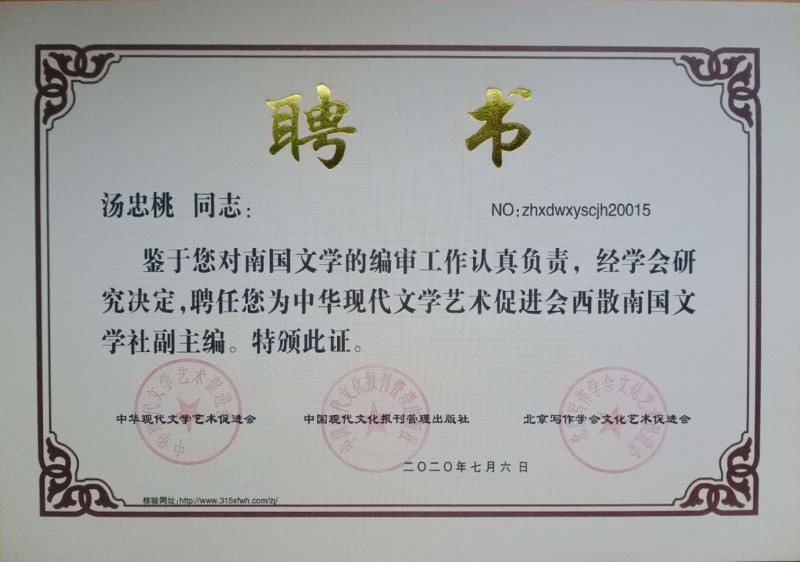 聘 书
汤忠桃 同志：
NO:zhxdwxyscjh20015
鉴于您对南国文学的编审工作认真负责，经学会研
究决定，聘任您为中华现代文学艺术促进会西散南国文
学社副主编。特颁此证。
中华现代文学艺术促进会
中国现代文化报刊管理出版社
北京写作学会文化艺术促进会
二〇二〇年七月六日
核验网址:http://www.315xfwh.com/zj/